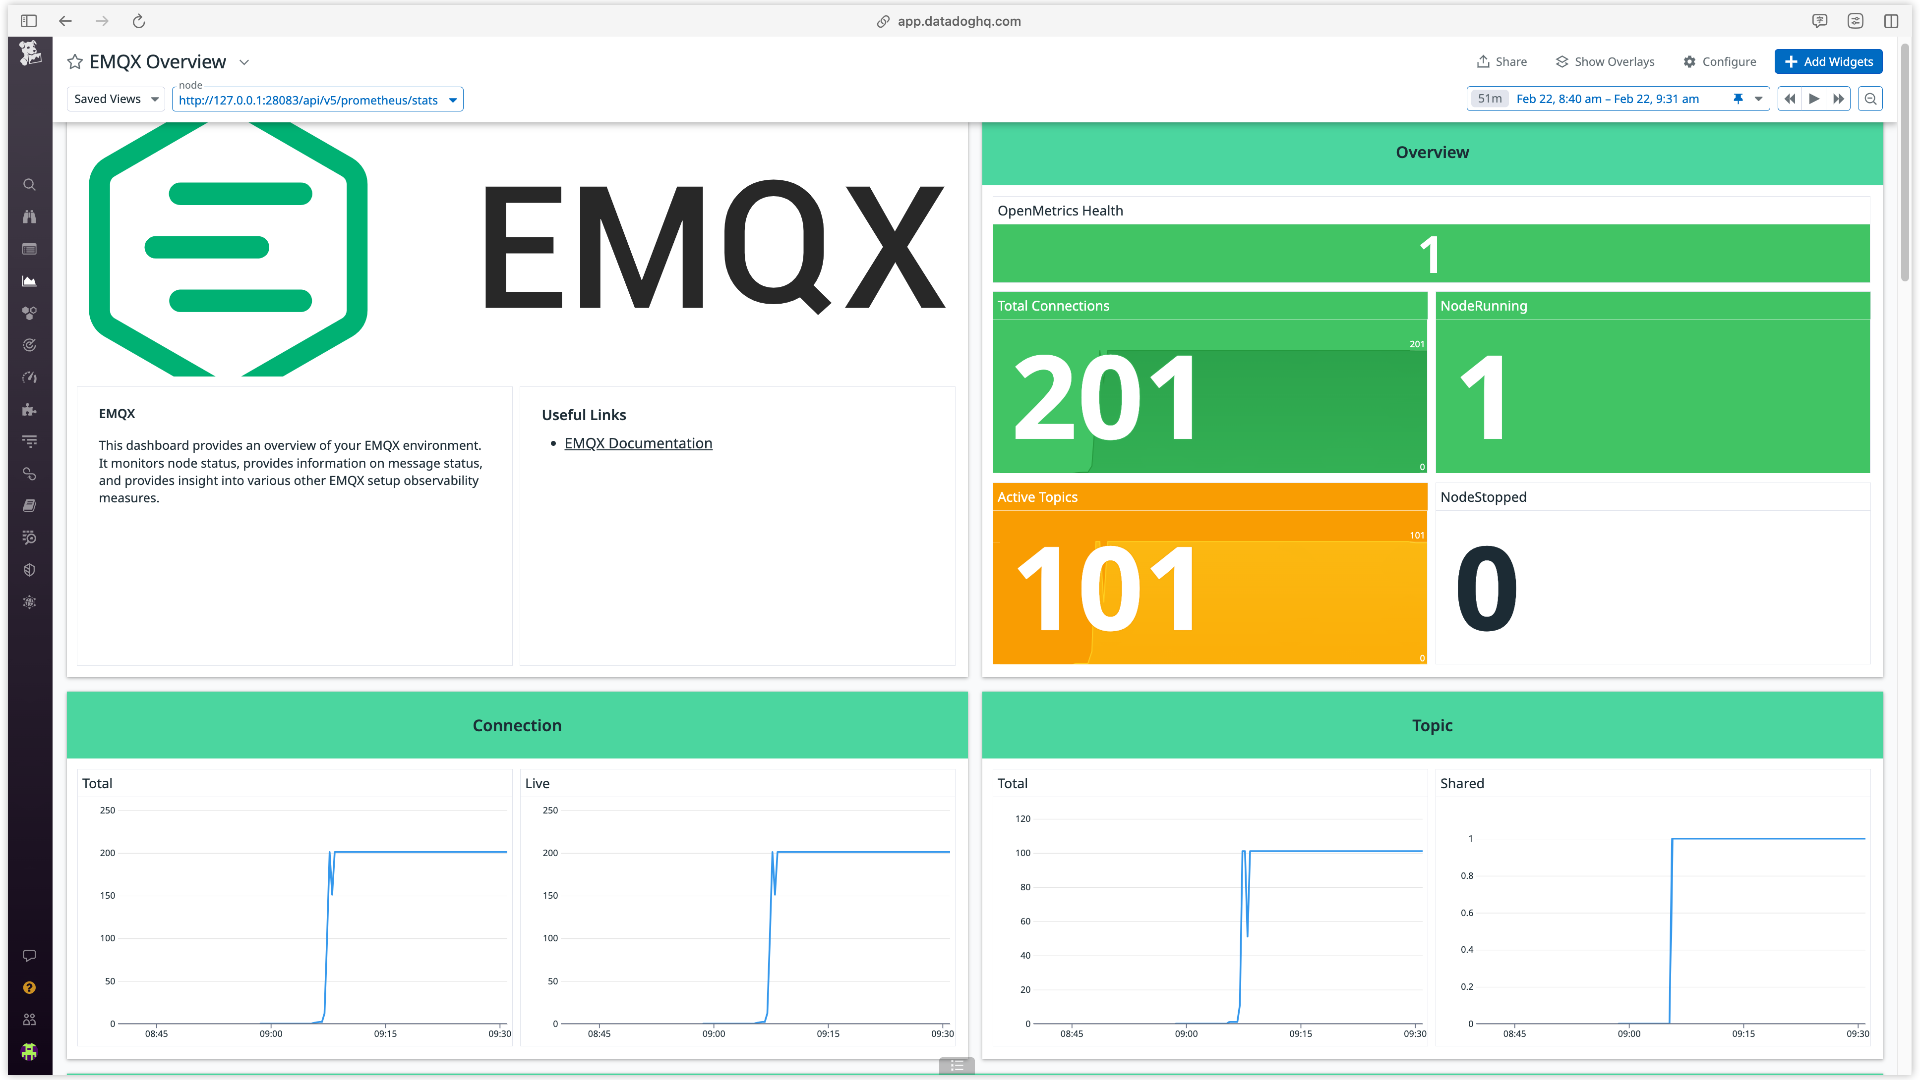 app.datadoghq.com
EMQX Overview
Share
Show Overlays
Configure
Add Widgets
Saved Views
node
http://127.0.0.1:28083/api/v5/prometheus/stats
51m
Feb 22, 8:40 am – Feb 22, 9:31 am
EMQX
EMQX
This dashboard provides an overview of your EMQX environment.
It monitors node status, provides information on message status,
and provides insight into various other EMQX setup observability
measures.
Useful Links
• EMQX Documentation
Overview
OpenMetrics Health
1
Total Connections
201
201
0
NodeRunning
1
Active Topics
101
101
0
NodeStopped
0
Connection
Total
250
200
150
100
50
0
08:45 09:00 09:15 09:30
Live
250
200
150
100
50
0
08:45 09:00 09:15 09:30
Topic
Total
120
100
80
60
40
20
0
08:45 09:00 09:15 09:30
Shared
1
0.8
0.6
0.4
0.2
0
08:45 09:00 09:15 09:30